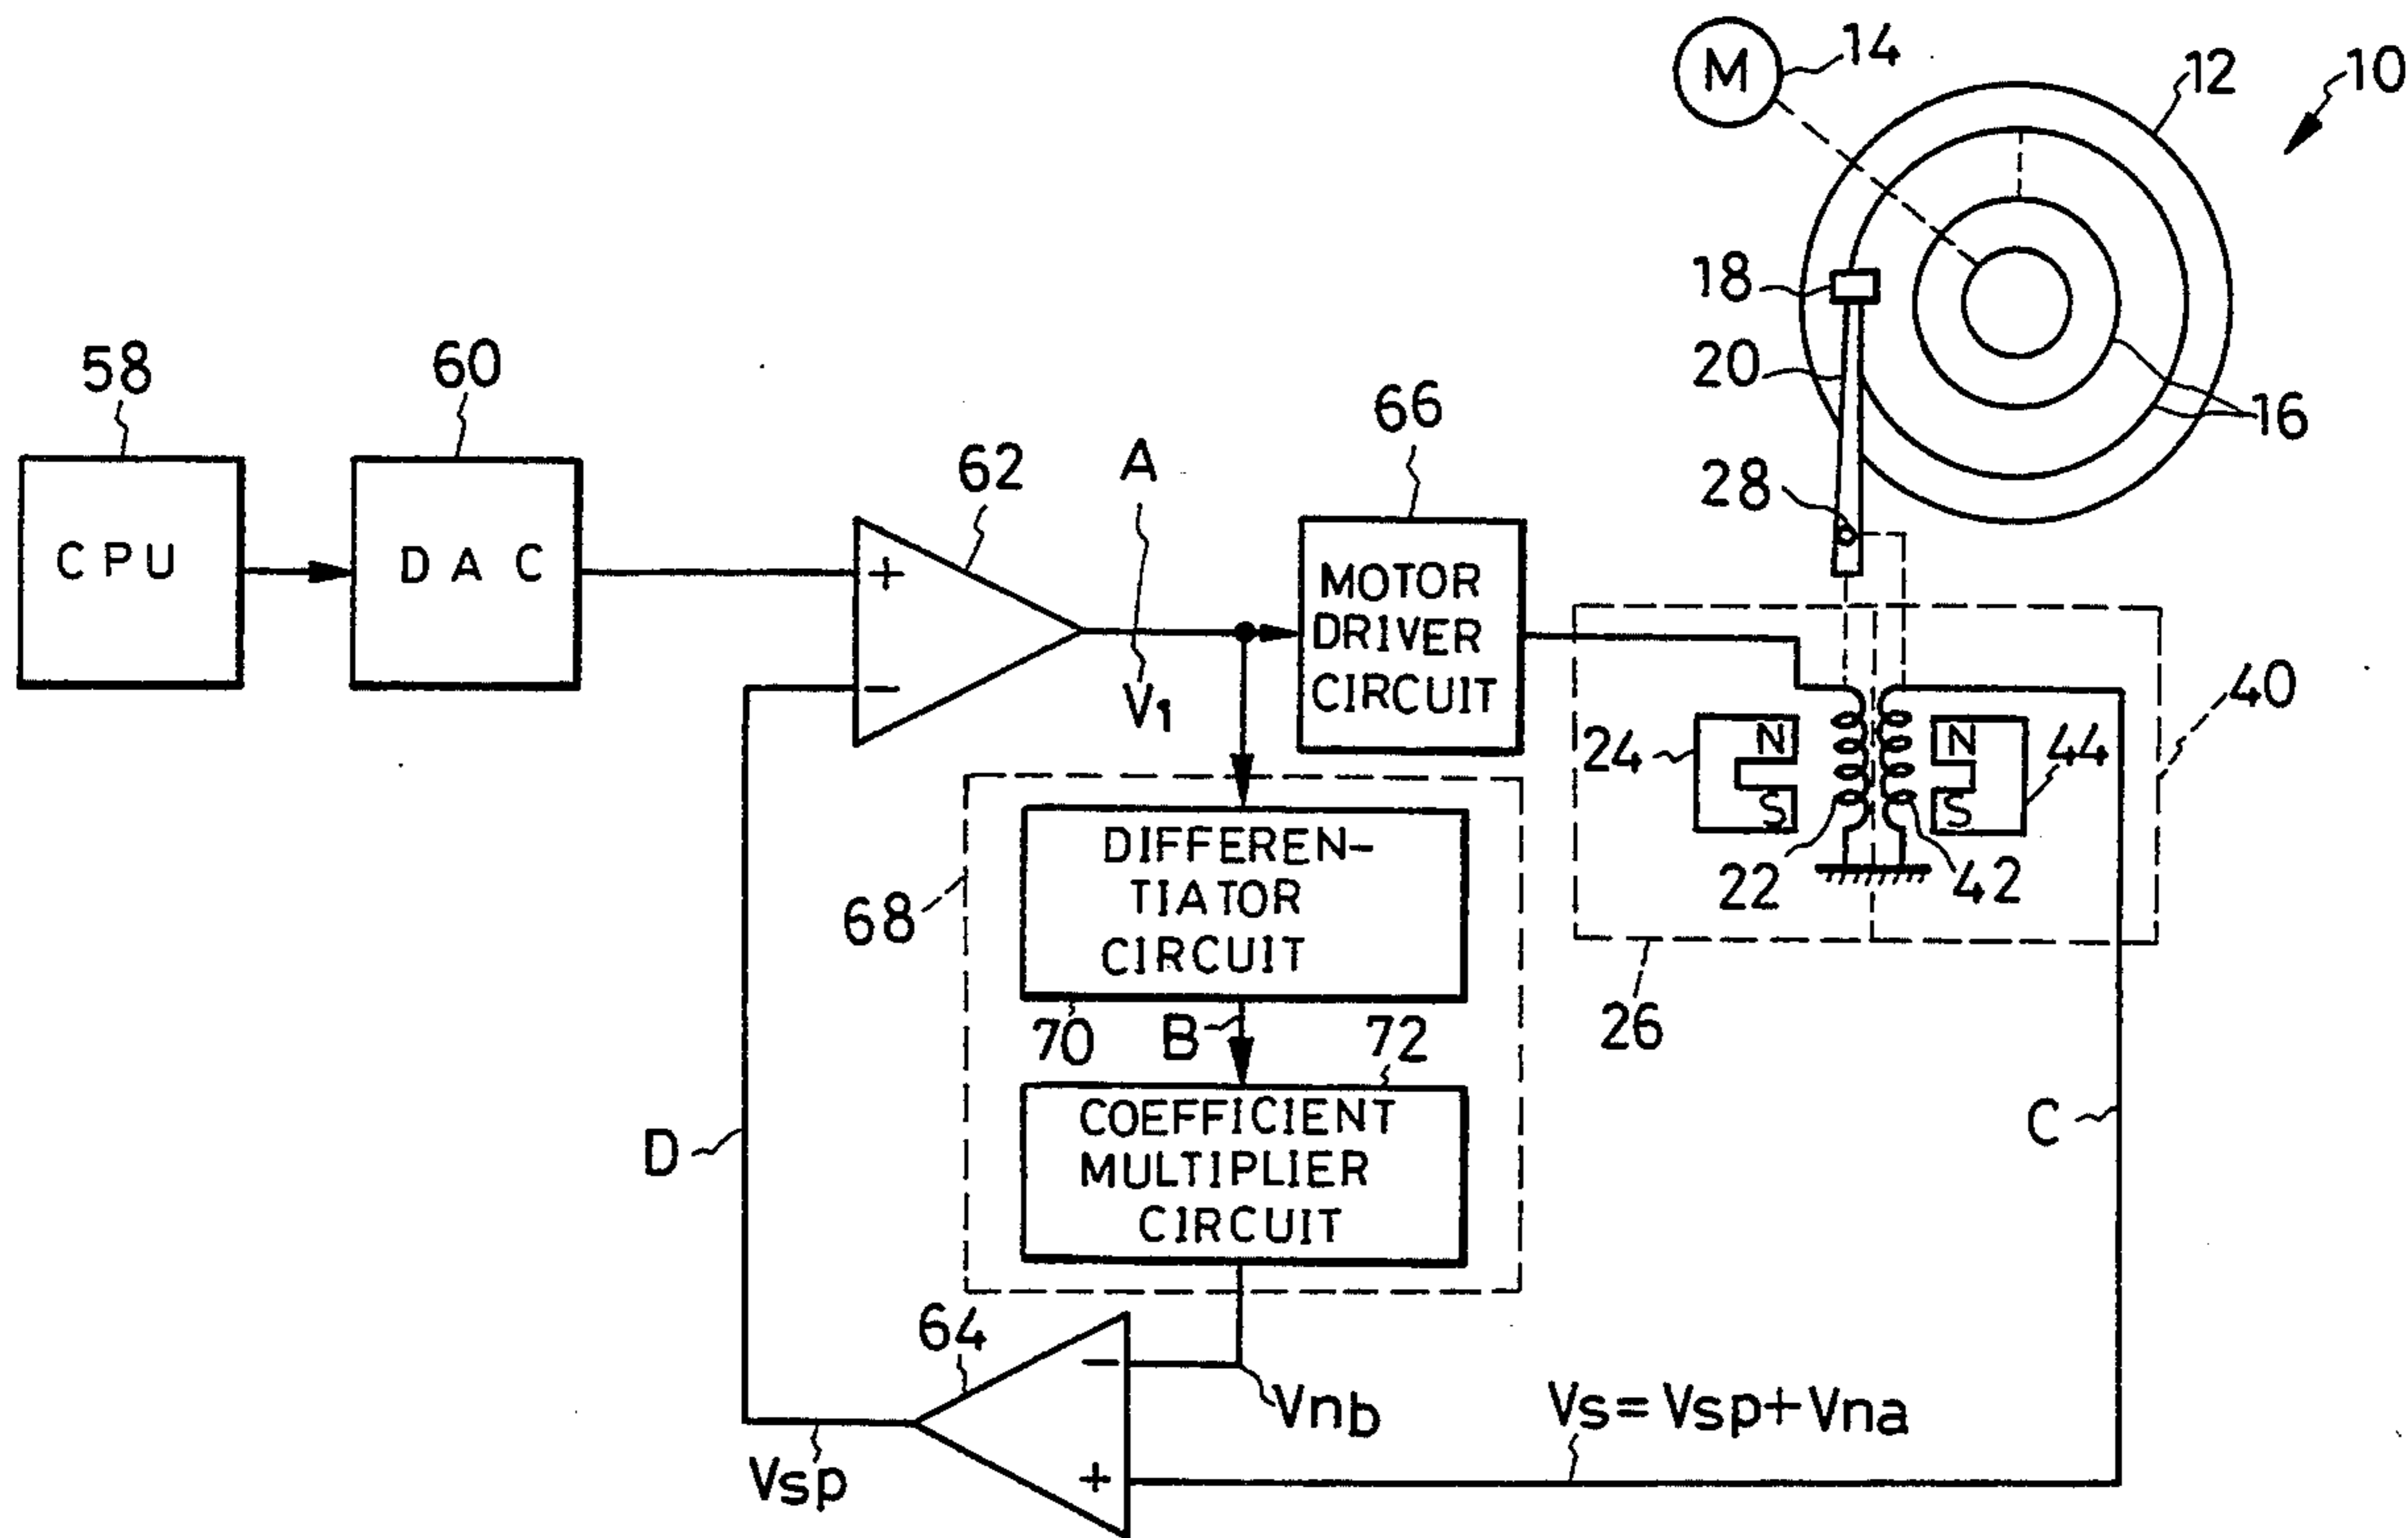 M
14
12
10
18
20
16
28
58
60
62
A
66
CPU
DAC
+
−
V1
MOTOR
DRIVER
CIRCUIT
40
24
N
S
N
S
44
22
42
26
68
DIFFEREN-
TIATOR
CIRCUIT
70
B
72
COEFFICIENT
MULTIPLIER
CIRCUIT
D
C
64
−
+
Vnb
Vs=Vsp+Vna
Vsp